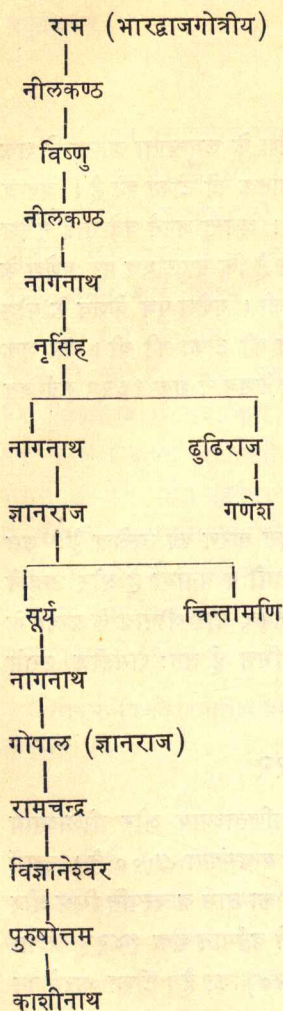 राम (भारद्वाजगोत्रीय)
नीलकण्ठ
विष्णु
नीलकण्ठ
नागनाथ
नृसिंह
नागनाथ ढुढिराज
ज्ञानराज गणेश
सूर्य चिन्तामणि
नागनाथ
गोपाल (ज्ञानराज)
रामचन्द्र
विज्ञानेश्वर
पुरुषोत्तम
काशीनाथ